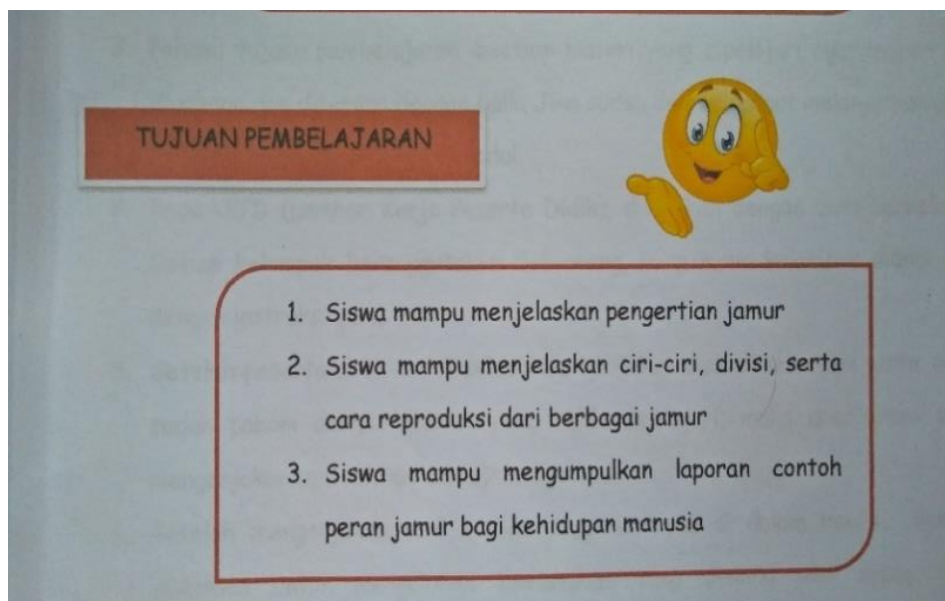 TUJUAN PEMBELAJARAN
1. Siswa mampu menjelaskan pengertian jamur
2. Siswa mampu menjelaskan ciri-ciri, divisi, serta
cara reproduksi dari berbagai jamur
3. Siswa mampu mengumpulkan laporan contoh
peran jamur bagi kehidupan manusia